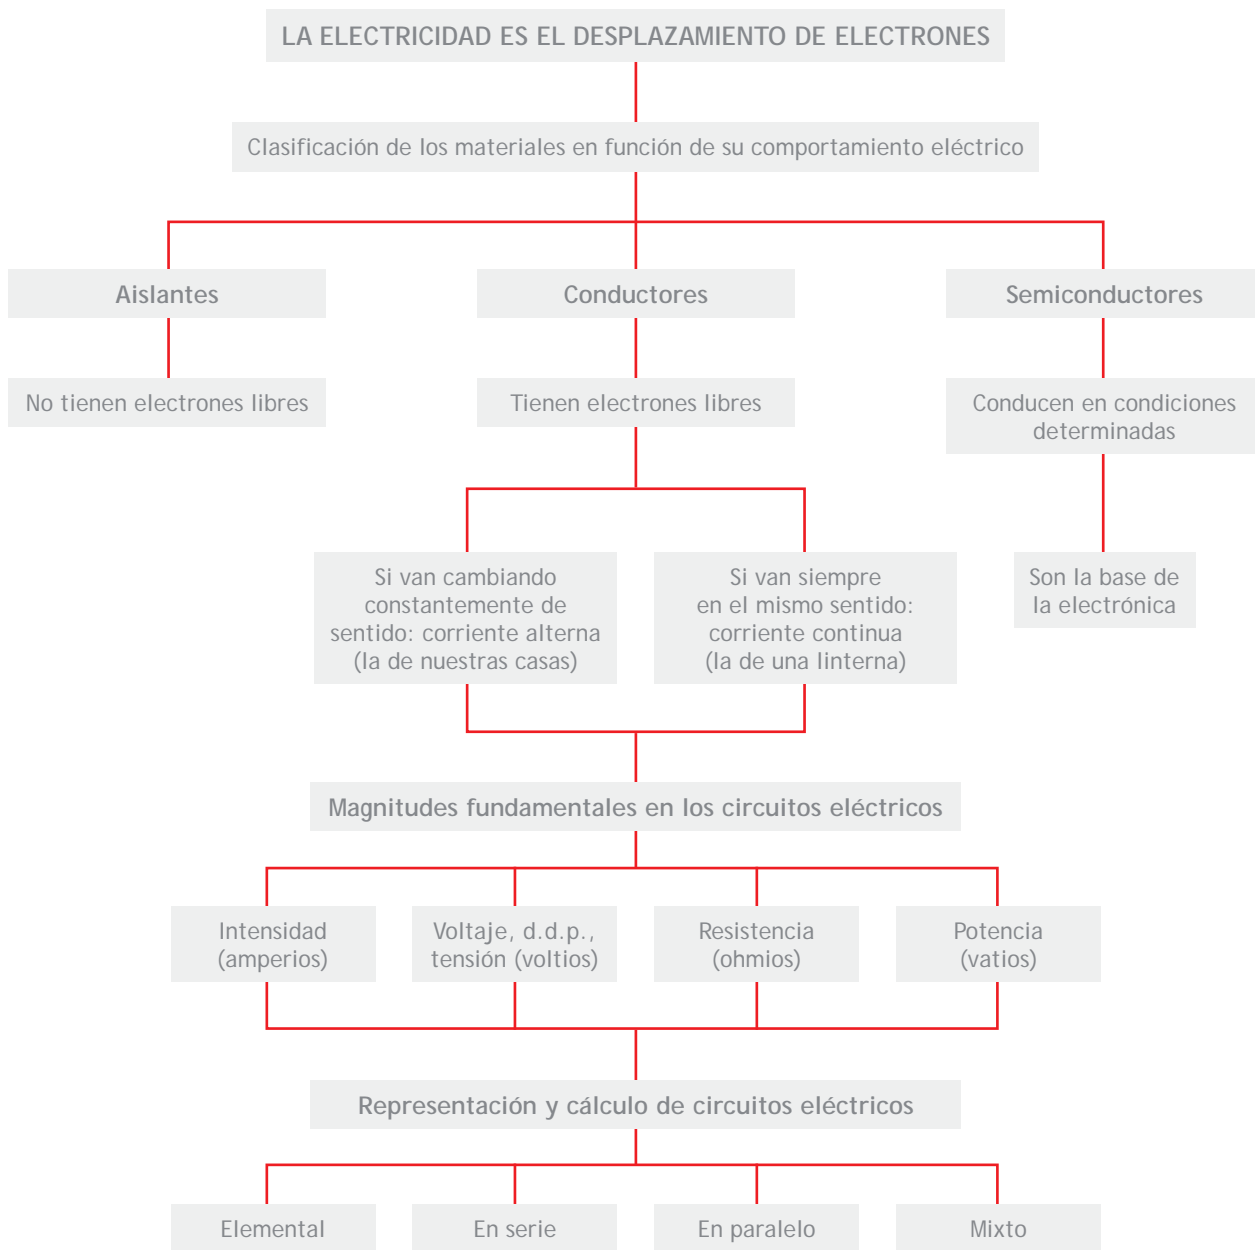 LA ELECTRICIDAD ES EL DESPLAZAMIENTO DE ELECTRONES
Clasificación de los materiales en función de su comportamiento eléctrico
Aislantes
Conductores
Semiconductores
No tienen electrones libres
Tienen electrones libres
Conducen en condiciones
determinadas
Si van cambiando
constantemente de
sentido: corriente alterna
(la de nuestras casas)
Si van siempre
en el mismo sentido:
corriente continua
(la de una linterna)
Son la base de
la electrónica
Magnitudes fundamentales en los circuitos eléctricos
Intensidad
(amperios)
Voltaje, d.d.p.,
tensión (voltios)
Resistencia
(ohmios)
Potencia
(vatios)
Representación y cálculo de circuitos eléctricos
Elemental
En serie
En paralelo
Mixto